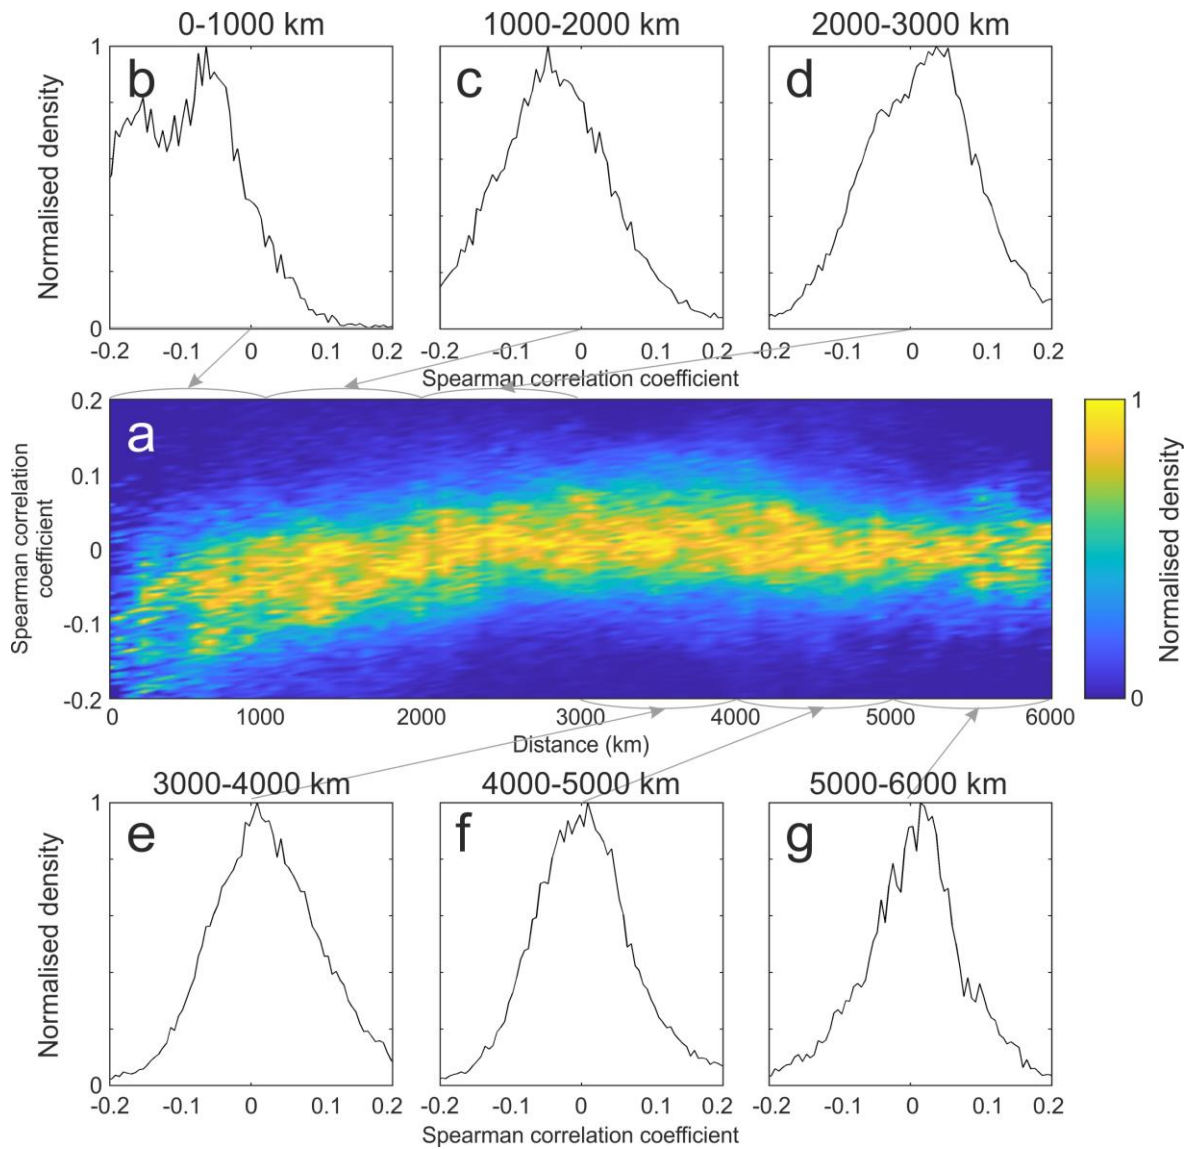 0-1000 km
1000-2000 km
2000-3000 km
b
c
d
Normalised density
1
0
-0.2 -0.1 0 0.1 0.2
-0.2 -0.1 0 0.1 0.2
-0.2 -0.1 0 0.1 0.2
Spearman correlation coefficient
a
Spearman correlation
coefficient
0.2
0.1
0
-0.1
-0.2
0 1000 2000 3000 4000 5000 6000
Distance (km)
1
0
Normalised density
3000-4000 km
4000-5000 km
5000-6000 km
e
f
g
Normalised density
1
0
-0.2 -0.1 0 0.1 0.2
-0.2 -0.1 0 0.1 0.2
-0.2 -0.1 0 0.1 0.2
Spearman correlation coefficient